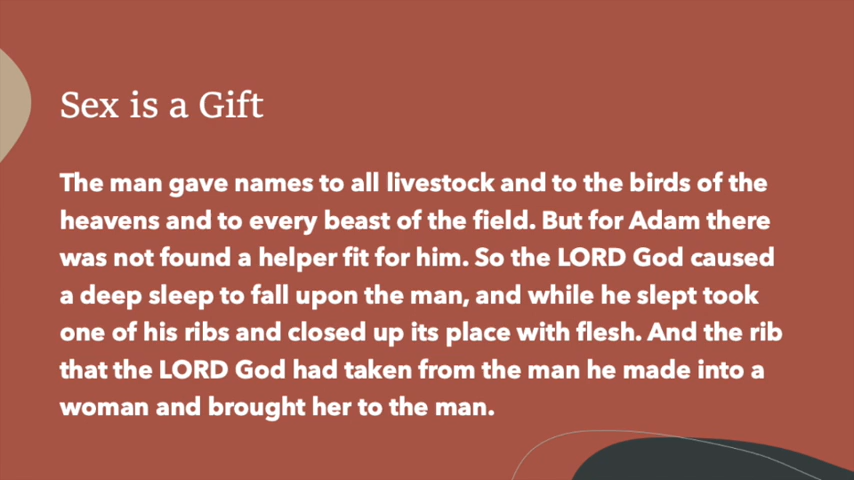 Sex is a Gift
The man gave names to all livestock and to the birds of the
heavens and to every beast of the field. But for Adam there
was not found a helper fit for him. So the LORD God caused
a deep sleep to fall upon the man, and while he slept took
one of his ribs and closed up its place with flesh. And the rib
that the LORD God had taken from the man he made into a
woman and brought her to the man.